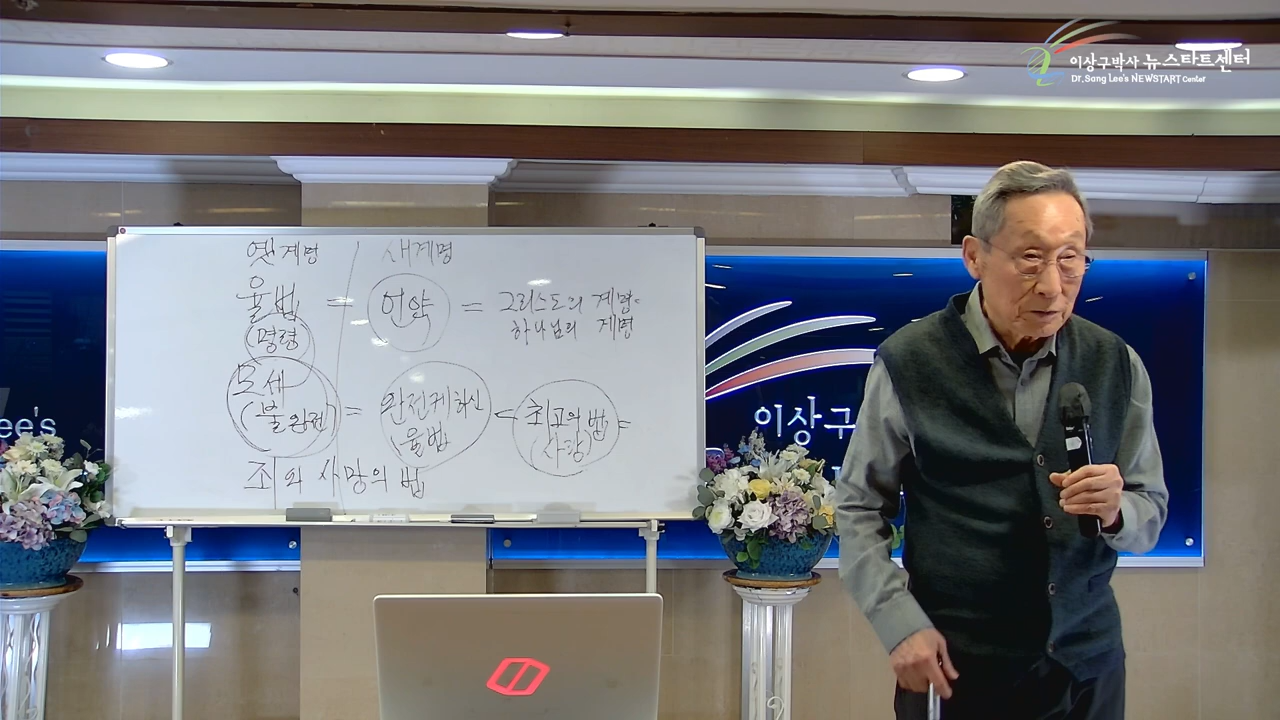 이상구박사 뉴스타트센터
Dr. Sang Lee's NEWSTART Center
옛계명 새계명
율법 = 언약 = 그리스도의 계명=
하나님의 계명
(명령)
모세
(불완전) = 완전케하신 율법 < 최고의 법 =
(사랑)
죄와 사망의 법
ee's
이상구